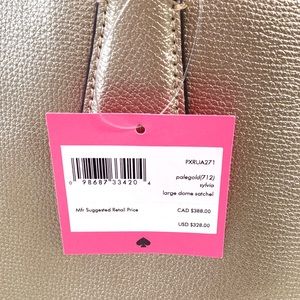 PXRUA271
0 98687 33420 4
palegold(712)
sylvia
large dome satchel
Mfr Suggested Retail Price
CAD $388.00
USD $328.00